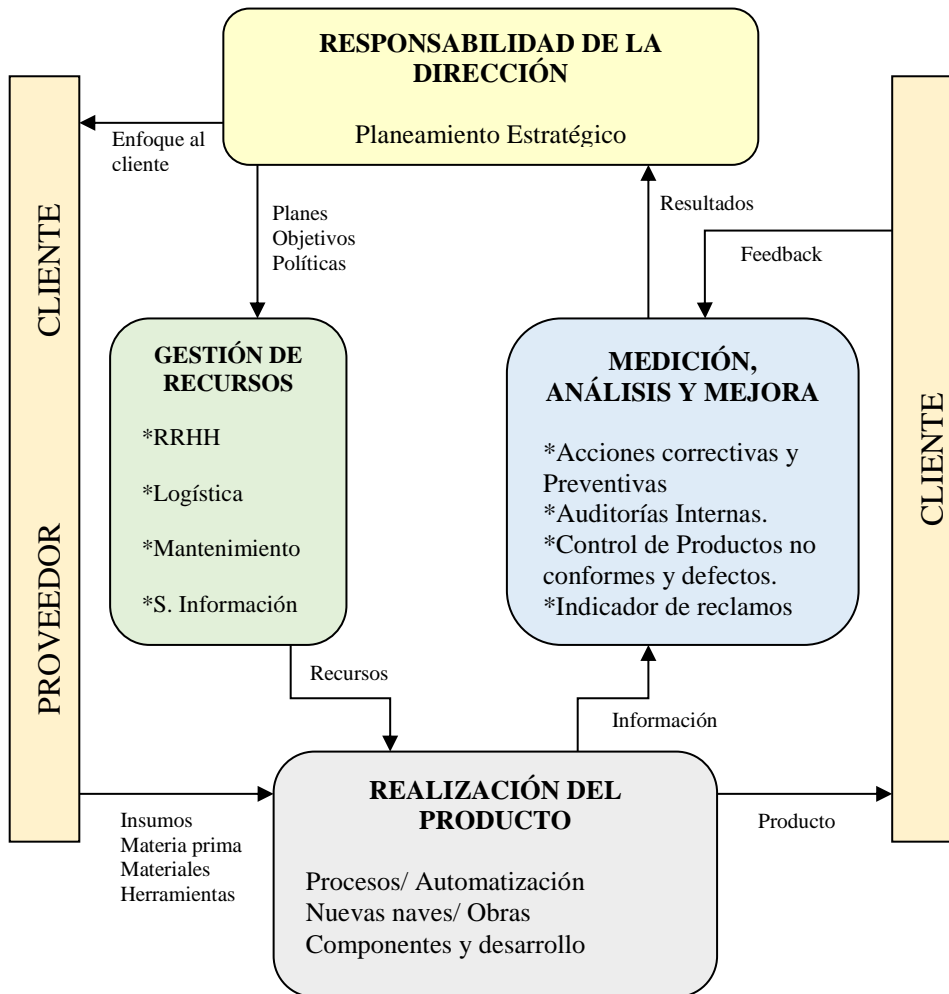 RESPONSABILIDAD DE LA
DIRECCIÓN
Planeamiento Estratégico
CLIENTE
PROVEEDOR
Enfoque al
cliente
Planes
Objetivos
Políticas
Resultados
Feedback
CLIENTE
GESTIÓN DE
RECURSOS
*RRHH
*Logística
*Mantenimiento
*S. Información
MEDICIÓN,
ANÁLISIS Y MEJORA
*Acciones correctivas y
Preventivas
*Auditorías Internas.
*Control de Productos no
conformes y defectos.
*Indicador de reclamos
Recursos
Información
Insumos
Materia prima
Materiales
Herramientas
REALIZACIÓN DEL
PRODUCTO
Procesos/ Automatización
Nuevas naves/ Obras
Componentes y desarrollo
Producto